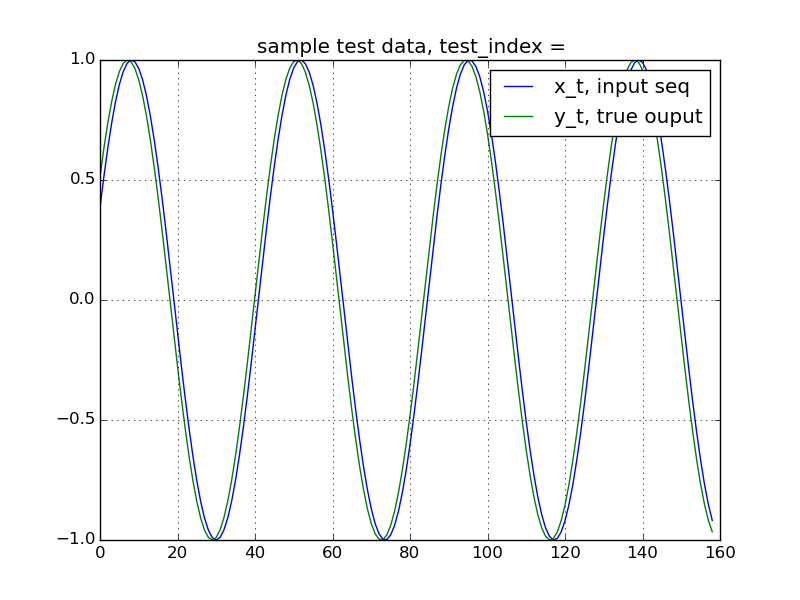 sample test data, test_index =
x_t, input seq
y_t, true ouput
1.0
0.5
0.0
−0.5
−1.0
0 20 40 60 80 100 120 140 160